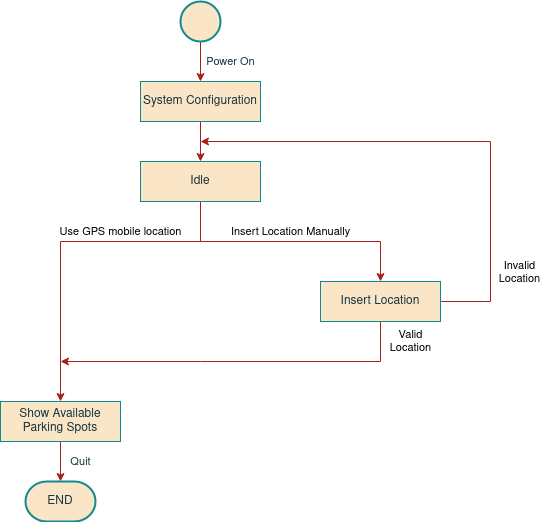 Power On
System Configuration
Idle
Use GPS mobile location
Insert Location Manually
Invalid
Location
Insert Location
Valid
Location
Show Available
Parking Spots
Quit
END